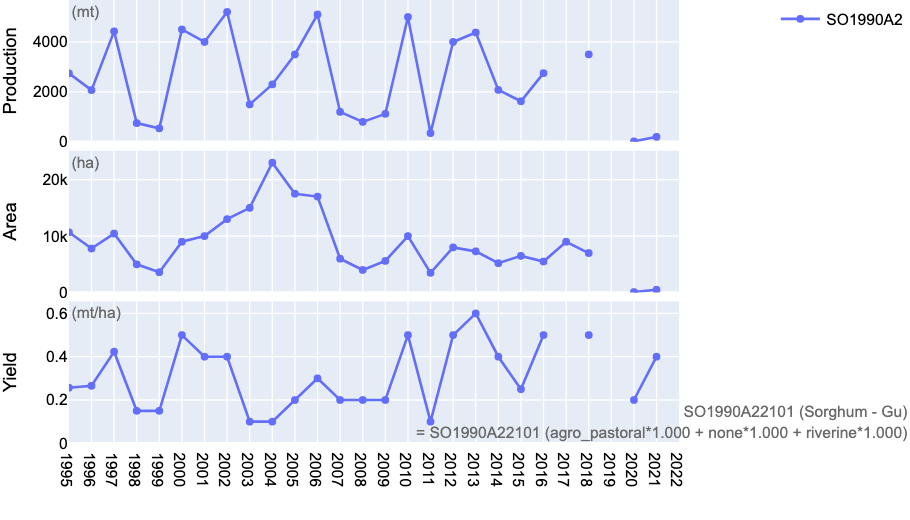 (mt)
SO1990A2
Production
4000
2000
0
(ha)
Area
20k
10k
0
(mt/ha)
Yield
0.6
0.4
0.2
0
SO1990A22101 (Sorghum - Gu)
= SO1990A22101 (agro_pastoral*1.000 + none*1.000 + riverine*1.000)
1995 1996 1997 1998 1999 2000 2001 2002 2003 2004 2005 2006 2007 2008 2009 2010 2011 2012 2013 2014 2015 2016 2017 2018 2019 2020 2021 2022